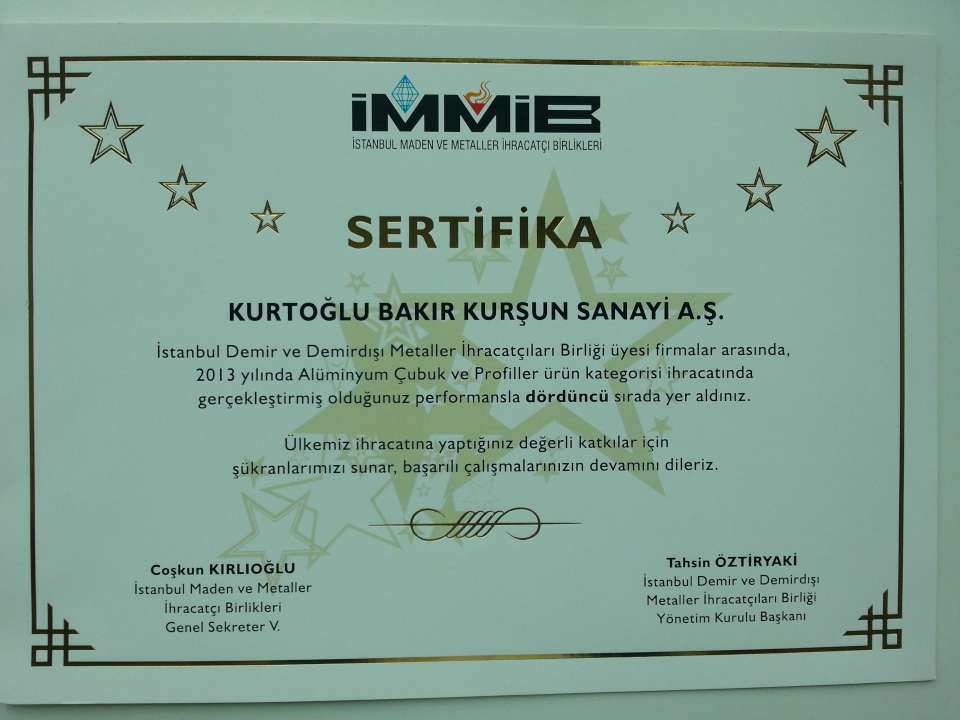 İMMİB
İSTANBUL MADEN VE METALLER İHRACATÇI BİRLİKLERİ
SERTİFİKA
KURTOĞLU BAKIR KURŞUN SANAYİ A.Ş.
İstanbul Demir ve Demirdışı Metaller İhracatçıları Birliği üyesi firmalar arasında,
2013 yılında Alüminyum Çubuk ve Profiller ürün kategorisi ihracatında
gerçekleştirmiş olduğunuz performansla dördüncü sırada yer aldınız.
Ülkemiz ihracatına yaptığınız değerli katkılar için
şükranlarımızı sunar, başarılı çalışmalarınızın devamını dileriz.
Coşkun KIRLIOĞLU
İstanbul Maden ve Metaller
İhracatçı Birlikleri
Genel Sekreter V.
Tahsin ÖZTİRYAKİ
İstanbul Demir ve Demirdışı
Metaller İhracatçıları Birliği
Yönetim Kurulu Başkanı